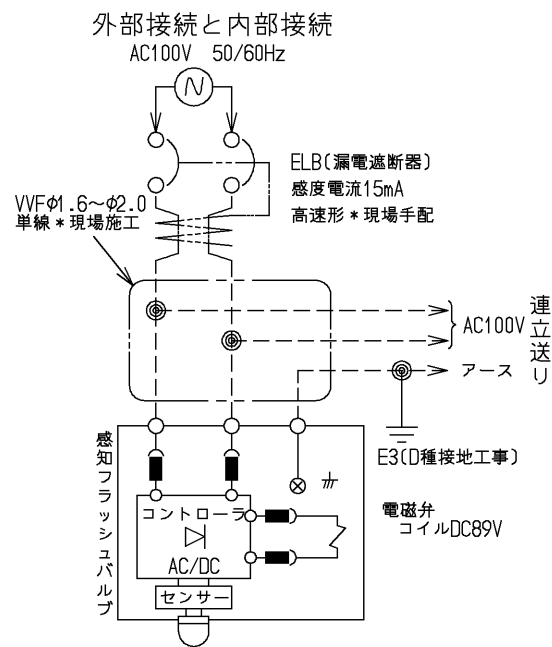 外部接続と内部接続
AC100V 50/60Hz
ELB(漏電遮断器)
感度電流15mA
高速形*現場手配
VVFφ1.6〜φ2.0
単線*現場施工
AC100V
連立送り
アース
E3(D種接地工事)
感知フラッシュバルブ
コントローラ
AC/DC
センサー
電磁弁
コイルDC89V